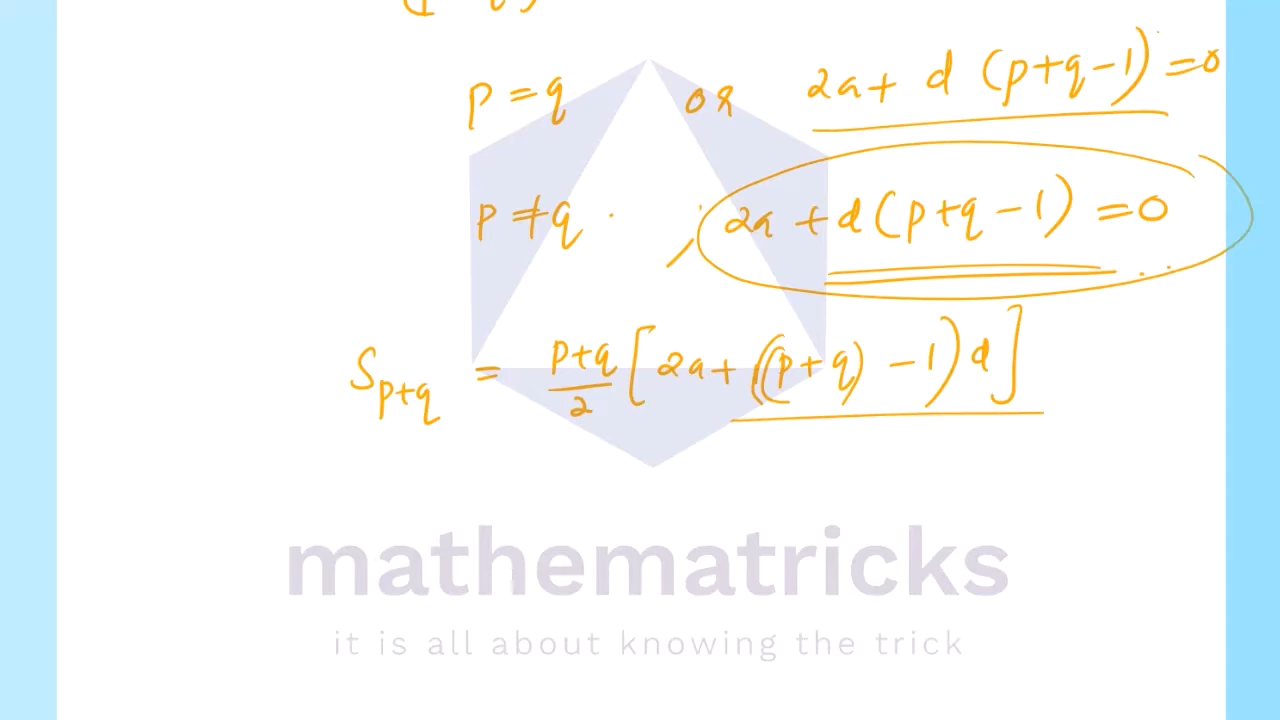 p = q or 2a + d (p+q-1) = 0
p ≠ q . , 2a + d (p+q-1) = 0
S_{p+q} = \frac{p+q}{2} [2a + ((p+q) - 1) d]
mathematricks
it is all about knowing the trick